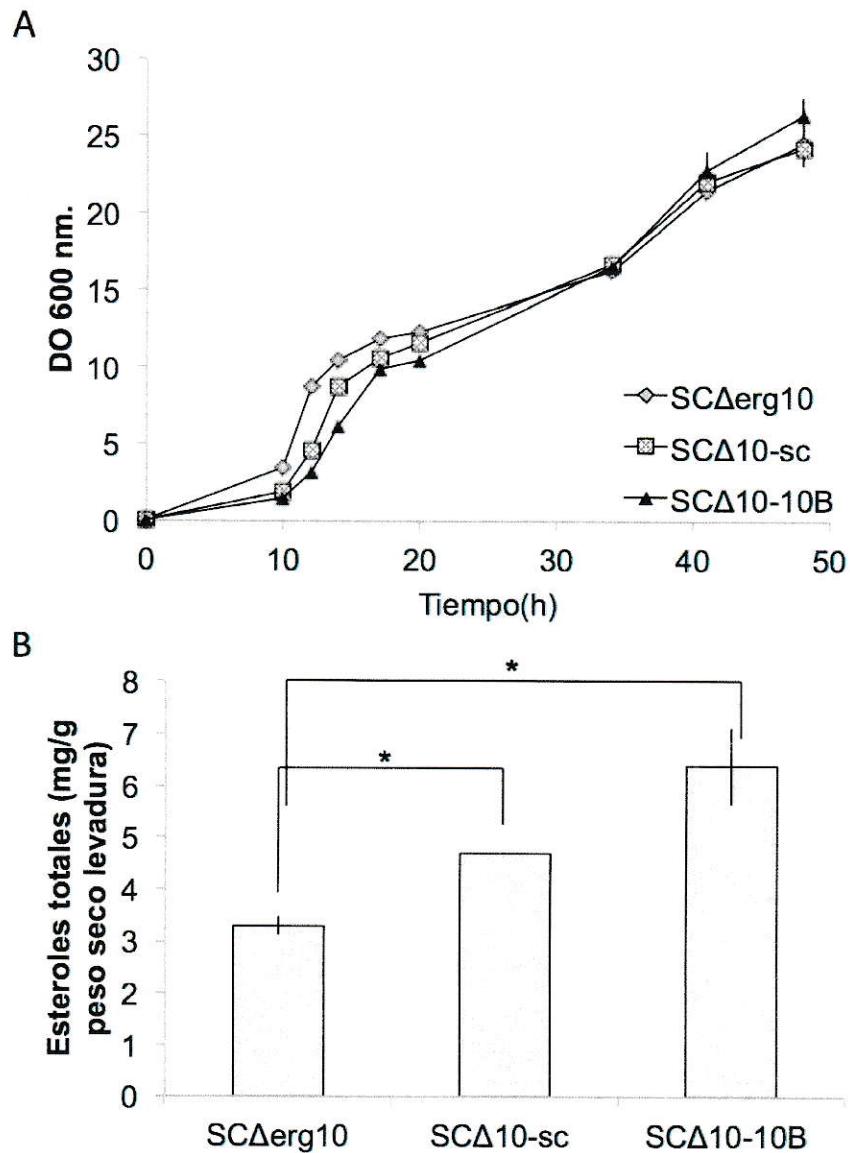 A
30
25
20
15
10
5
0
DO 600 nm.
0 10 20 30 40 50
Tiempo(h)
SCΔerg10
SCΔ10-sc
SCΔ10-10B
B
8
7
6
5
4
3
2
1
0
Esteroles totales (mg/g
peso seco levadura)
*
*
SCΔerg10 SCΔ10-sc SCΔ10-10B